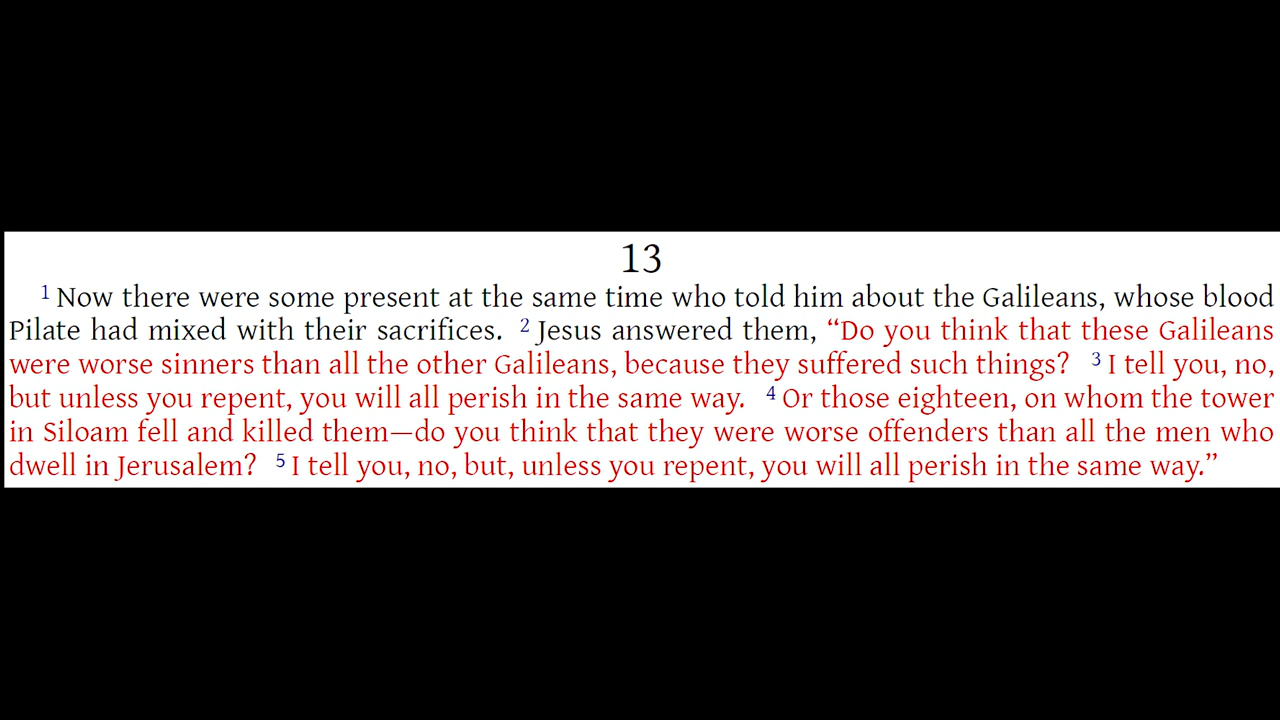 13
1 Now there were some present at the same time who told him about the Galileans, whose blood
Pilate had mixed with their sacrifices. 2 Jesus answered them, “Do you think that these Galileans
were worse sinners than all the other Galileans, because they suffered such things? 3 I tell you, no,
but unless you repent, you will all perish in the same way. 4 Or those eighteen, on whom the tower
in Siloam fell and killed them—do you think that they were worse offenders than all the men who
dwell in Jerusalem? 5 I tell you, no, but, unless you repent, you will all perish in the same way.”